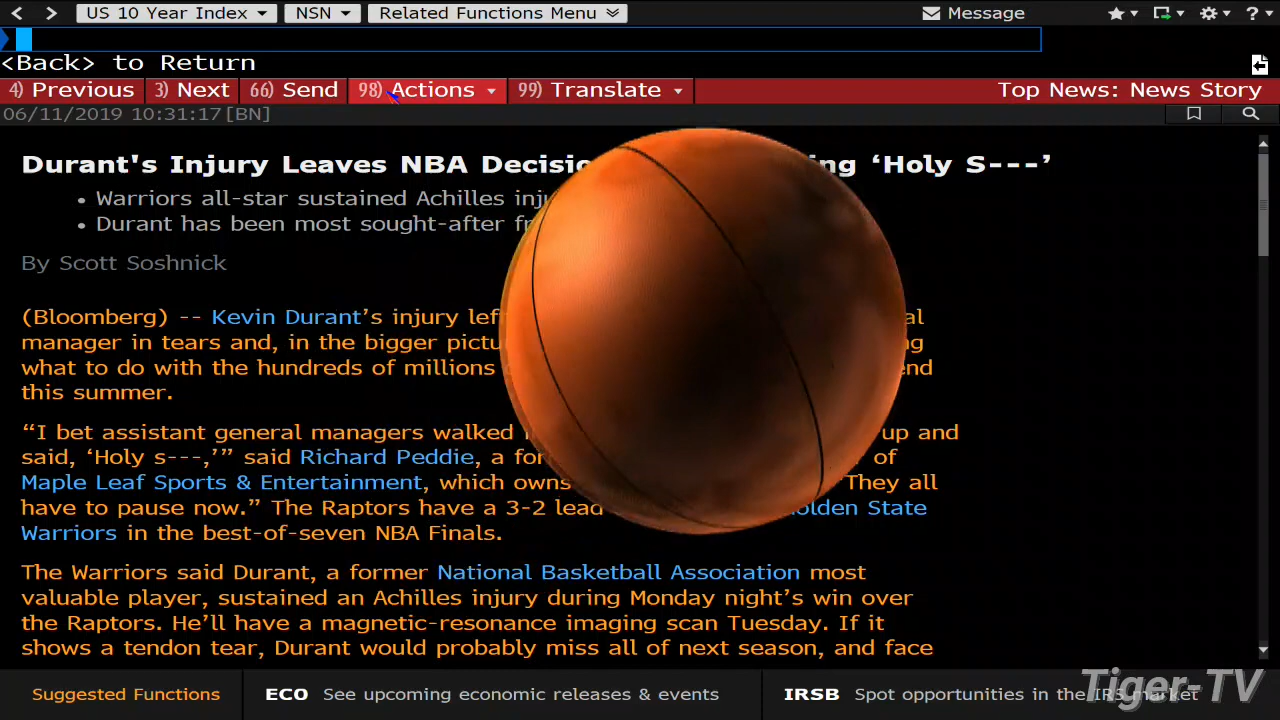 US 10 Year Index NSN Related Functions Menu Message ?
<Back> to Return
4) Previous 3) Next 66) Send 98) Actions 99) Translate Top News: News Story
06/11/2019 10:31:17[BN]
Durant's Injury Leaves NBA ‘Holy S---’
• Warriors all-star sustained Achilles
• Durant has been most sought-after
By Scott Soshnick
(Bloomberg) -- Kevin Durant’s injury
manager in tears and, in the bigger
what to do with the hundreds of millions
this summer.
“I bet assistant general managers walked up and
said, ‘Holy s---,’” said Richard Peddie, a of
Maple Leaf Sports & Entertainment, which owns They all
have to pause now.” The Raptors have a 3-2 lead State
Warriors in the best-of-seven NBA Finals.
The Warriors said Durant, a former National Basketball Association most
valuable player, sustained an Achilles injury during Monday night’s win over
the Raptors. He’ll have a magnetic-resonance imaging scan Tuesday. If it
shows a tendon tear, Durant would probably miss all of next season, and face
Suggested Functions ECO See upcoming economic releases & events IRSB Spot opportunities in the IRS market
Tiger-TV